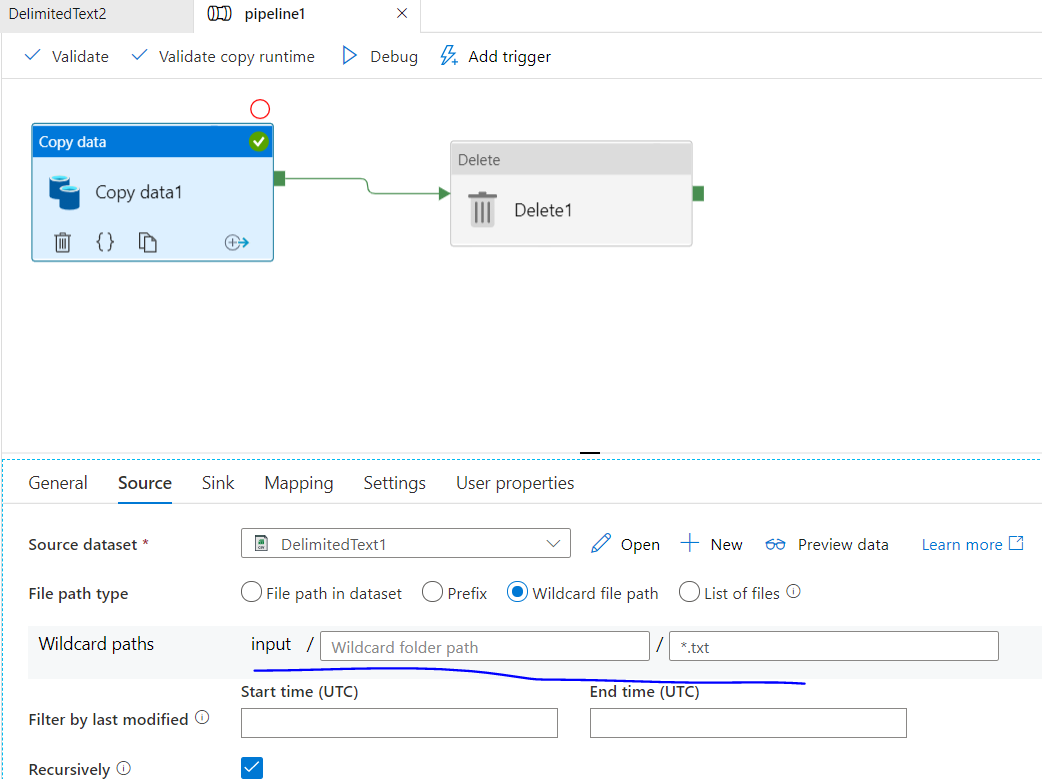 DelimitedText2 pipeline1
Validate Validate copy runtime Debug Add trigger
Copy data
Copy data1
Delete
Delete1
General Source Sink Mapping Settings User properties
Source dataset * DelimitedText1 Open New Preview data Learn more
File path type File path in dataset Prefix Wildcard file path List of files
Wildcard paths input / Wildcard folder path / *.txt
Start time (UTC) End time (UTC)
Filter by last modified
Recursively